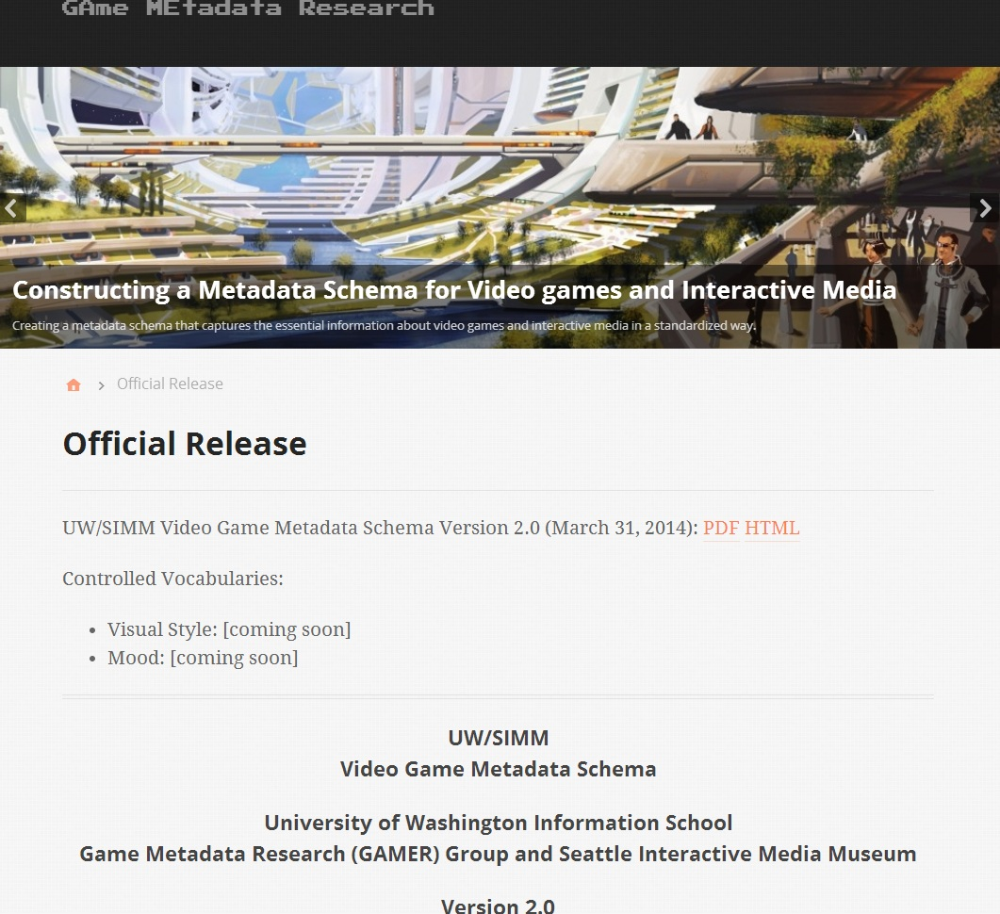 GAme MEtadata Research
Constructing a Metadata Schema for Video games and Interactive Media
Creating a metadata schema that captures the essential information about video games and interactive media in a standardized way.
Official Release
Official Release
UW/SIMM Video Game Metadata Schema Version 2.0 (March 31, 2014): PDF HTML
Controlled Vocabularies:
• Visual Style: [coming soon]
• Mood: [coming soon]
UW/SIMM
Video Game Metadata Schema
University of Washington Information School
Game Metadata Research (GAMER) Group and Seattle Interactive Media Museum
Version 2.0